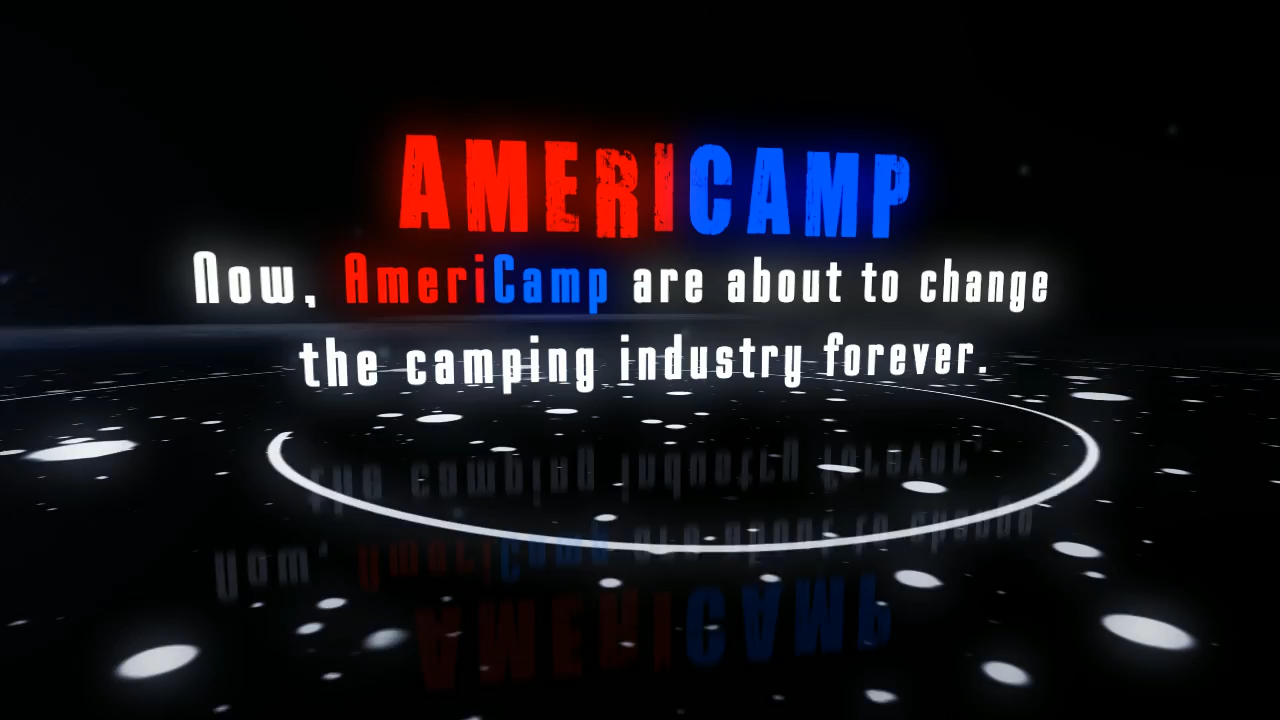 AMERICAMP
Now, AmeriCamp are about to change
the camping industry forever.